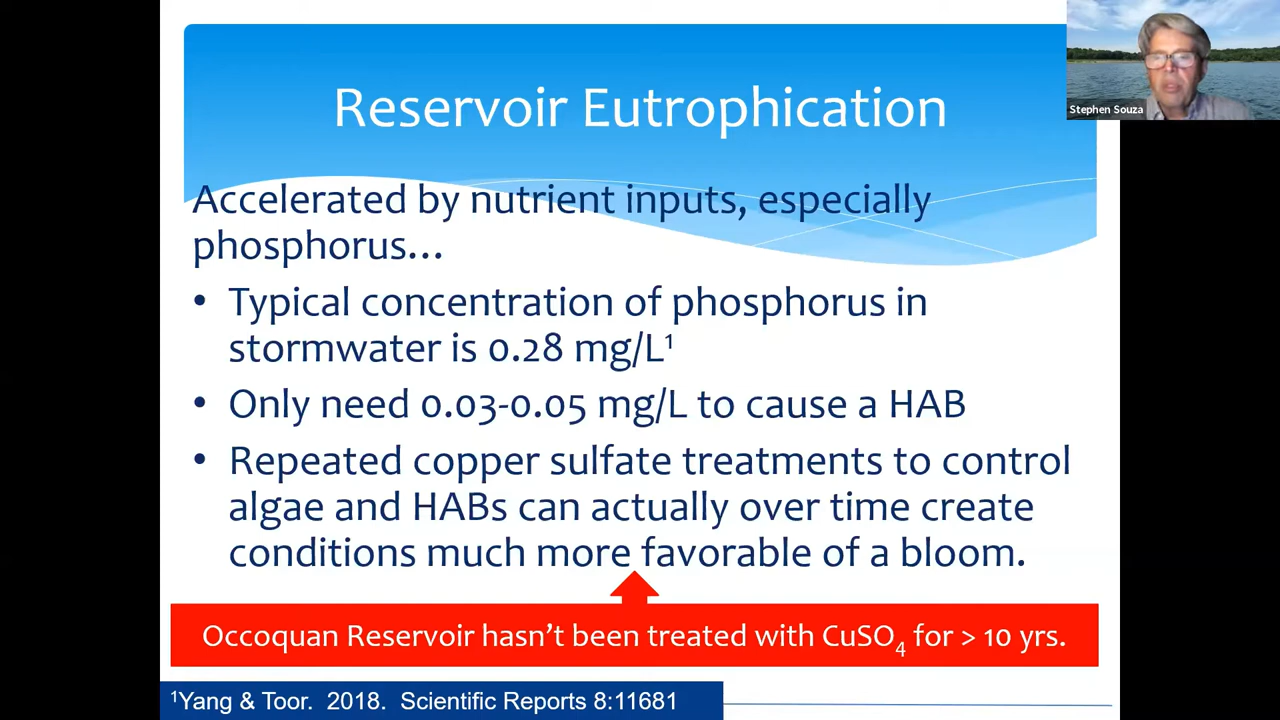 Reservoir Eutrophication
Stephen Souza
Accelerated by nutrient inputs, especially
phosphorus…
• Typical concentration of phosphorus in
stormwater is 0.28 mg/L¹
• Only need 0.03-0.05 mg/L to cause a HAB
• Repeated copper sulfate treatments to control
algae and HABs can actually over time create
conditions much more favorable of a bloom.
Occoquan Reservoir hasn’t been treated with CuSO₄ for > 10 yrs.
¹Yang & Toor. 2018. Scientific Reports 8:11681